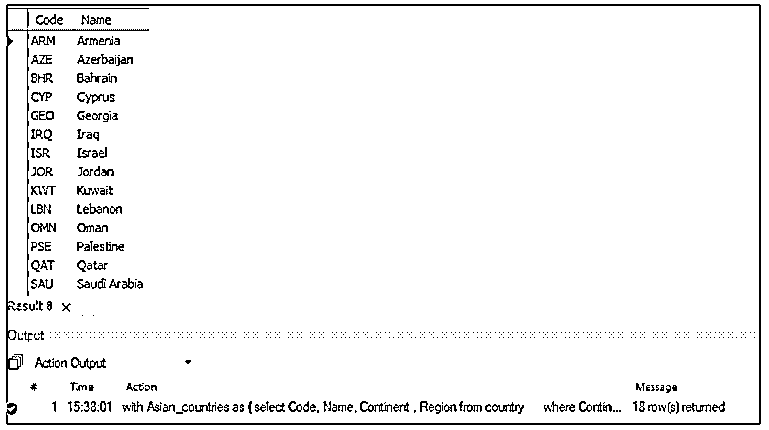 Code Name
ARM Armenia
AZE Azerbaijan
BHR Bahrain
CYP Cyprus
GEO Georgia
IRQ Iraq
ISR Israel
JOR Jordan
KWT Kuwait
LBN Lebanon
OMN Oman
PSE Palestine
QAT Qatar
SAU Saudi Arabia
Result 8 ×
Output
Action Output
# Time Action Message
1 15:38:01 with Asian_countries as ( select Code, Name, Continent , Region from country where Contin... 18 row(s) returned